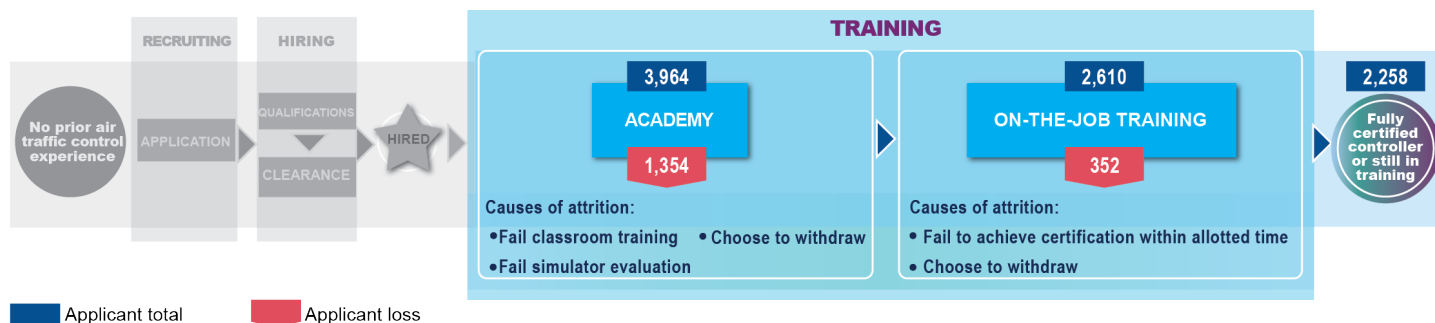 RECRUITING
HIRING
TRAINING
No prior air
traffic control
experience
APPLICATION
QUALIFICATIONS
CLEARANCE
HIRED
3,964
ACADEMY
1,354
Causes of attrition:
•Fail classroom training
•Choose to withdraw
•Fail simulator evaluation
2,610
ON-THE-JOB TRAINING
352
Causes of attrition:
• Fail to achieve certification within allotted time
• Choose to withdraw
2,258
Fully
certified
controller
or still in
training
Applicant total
Applicant loss